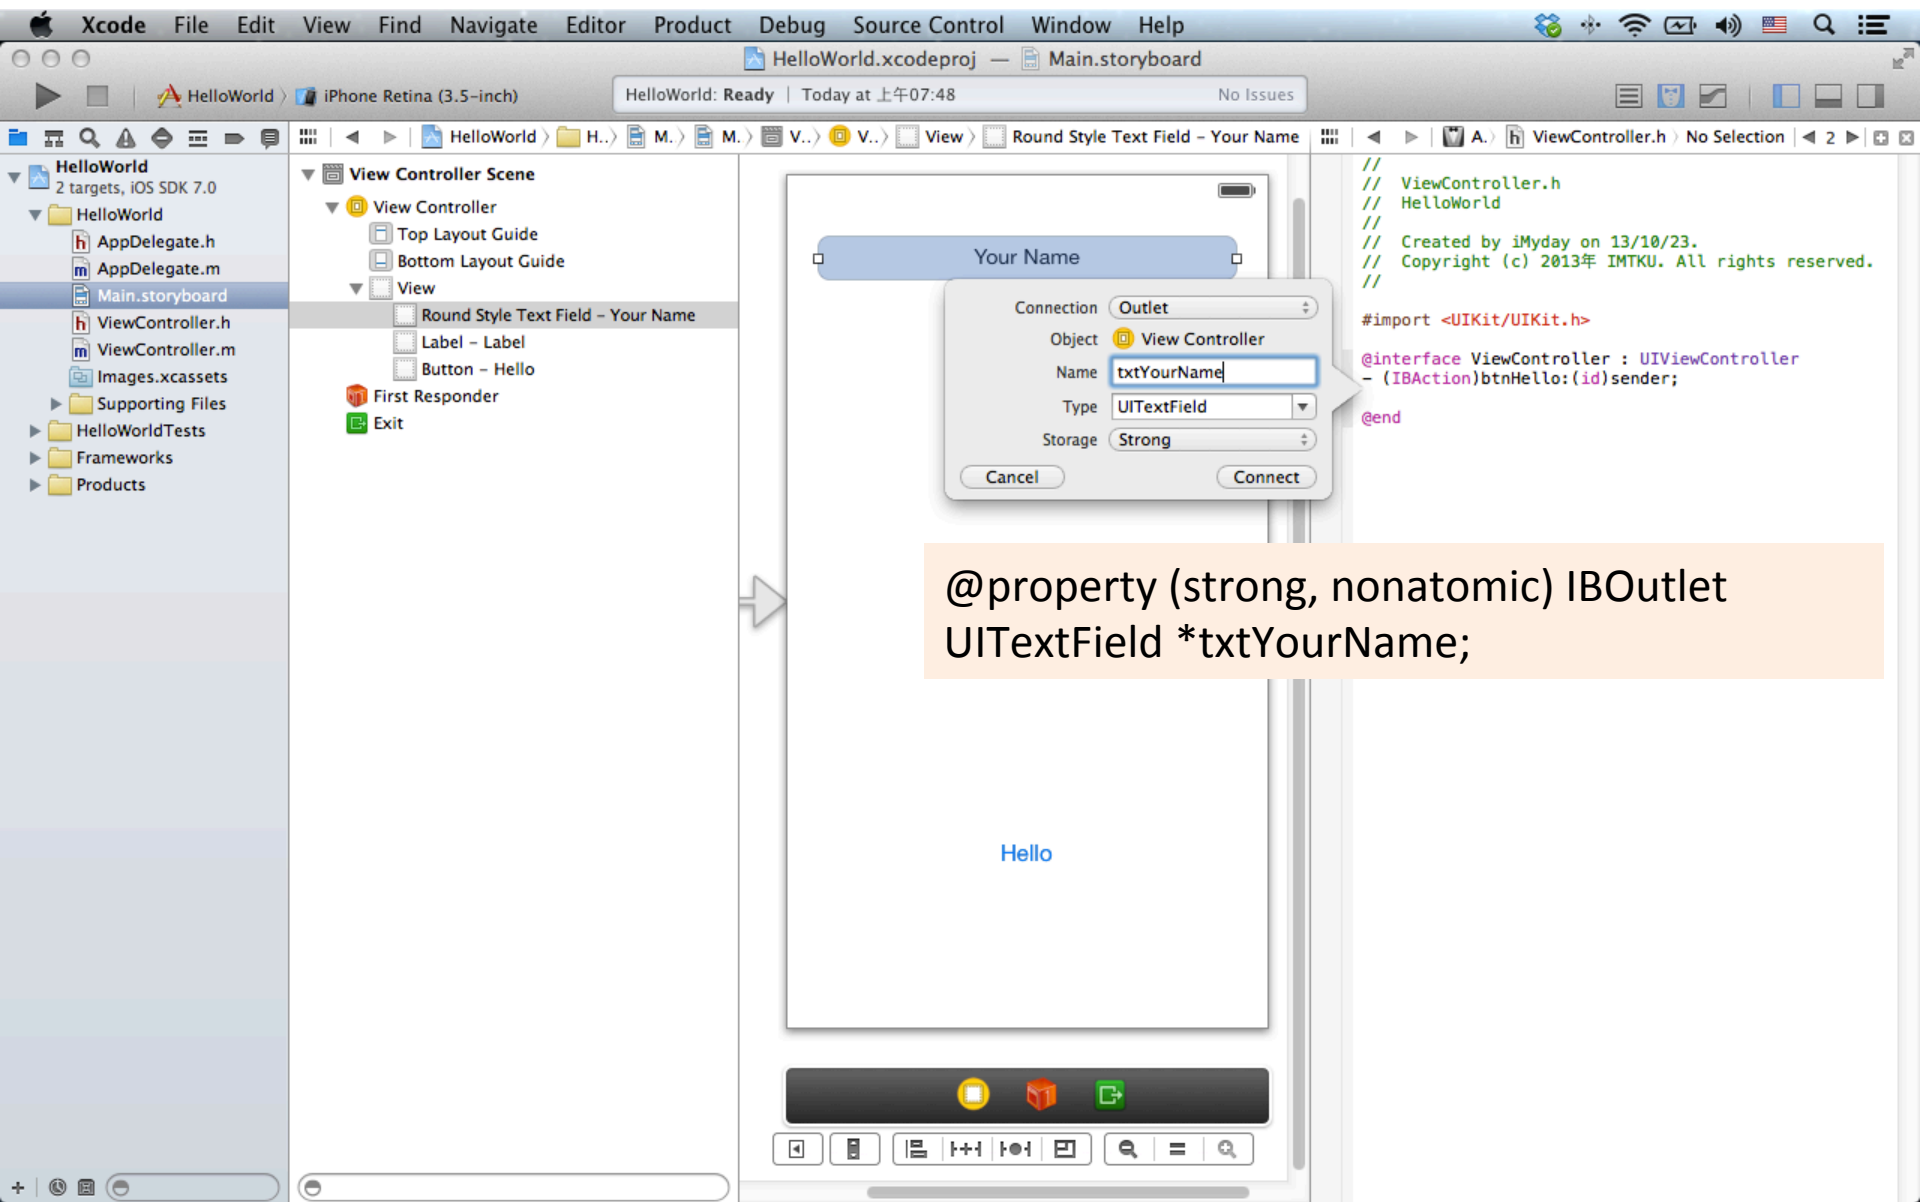 Xcode File Edit View Find Navigate Editor Product Debug Source Control Window Help
HelloWorld.xcodeproj — Main.storyboard
HelloWorld iPhone Retina (3.5-inch)
HelloWorld: Ready | Today at 上午07:48 No Issues
HelloWorld H.. M. M. V.. V.. View Round Style Text Field – Your Name
A. ViewController.h No Selection 2
HelloWorld
2 targets, iOS SDK 7.0
HelloWorld
AppDelegate.h
AppDelegate.m
Main.storyboard
ViewController.h
ViewController.m
Images.xcassets
Supporting Files
HelloWorldTests
Frameworks
Products
View Controller Scene
View Controller
Top Layout Guide
Bottom Layout Guide
View
Round Style Text Field – Your Name
Label – Label
Button – Hello
First Responder
Exit
Your Name
Connection Outlet
Object View Controller
Name txtYourName
Type UITextField
Storage Strong
Cancel Connect
Hello
//
// ViewController.h
// HelloWorld
//
// Created by iMyday on 13/10/23.
// Copyright (c) 2013年 IMTKU. All rights reserved.
//
#import <UIKit/UIKit.h>
@interface ViewController : UIViewController
- (IBAction)btnHello:(id)sender;
@end
@property (strong, nonatomic) IBOutlet
UITextField *txtYourName;